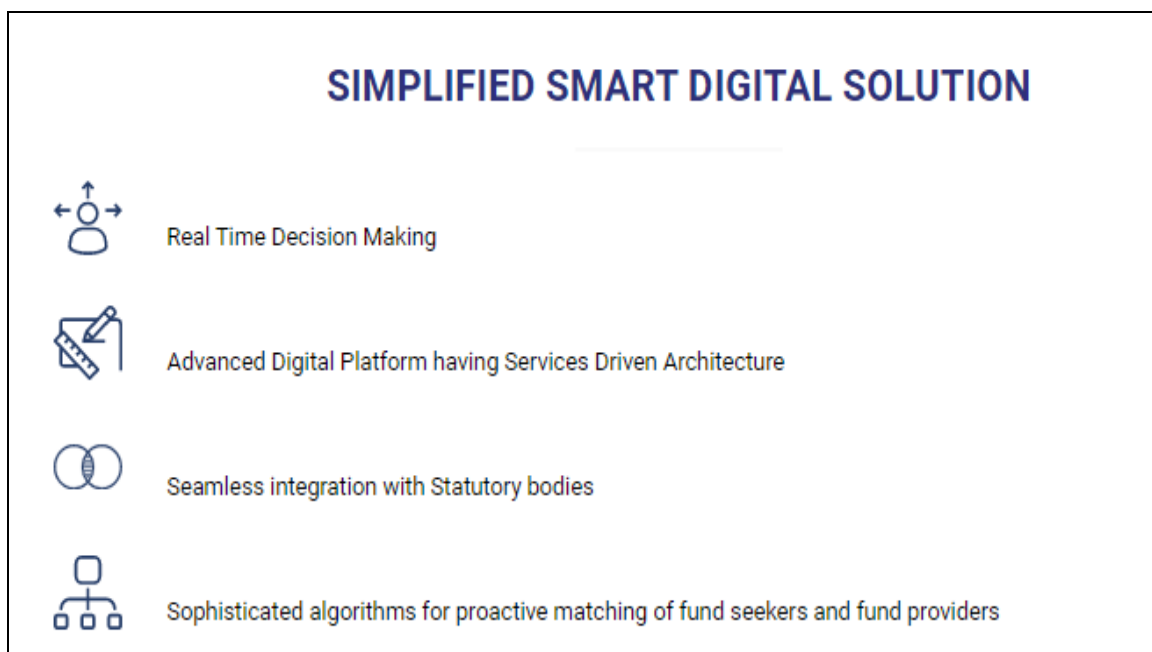 SIMPLIFIED SMART DIGITAL SOLUTION
Real Time Decision Making
Advanced Digital Platform having Services Driven Architecture
Seamless integration with Statutory bodies
Sophisticated algorithms for proactive matching of fund seekers and fund providers